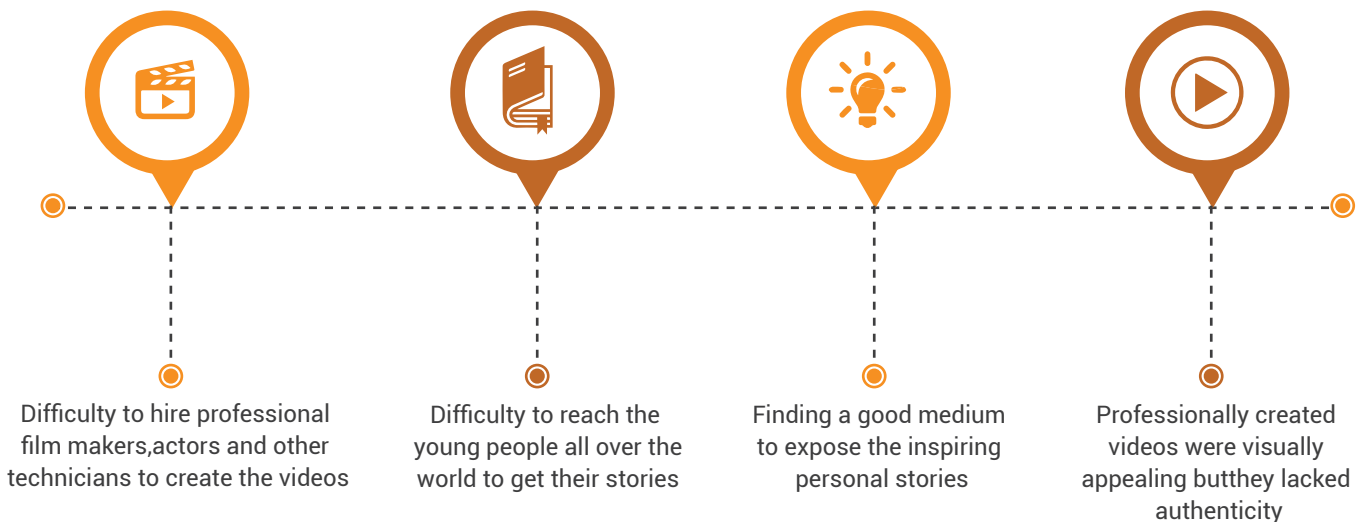 Difficulty to hire professional
film makers,actors and other
technicians to create the videos
Difficulty to reach the
young people all over the
world to get their stories
Finding a good medium
to expose the inspiring
personal stories
Professionally created
videos were visually
appealing butthey lacked
authenticity